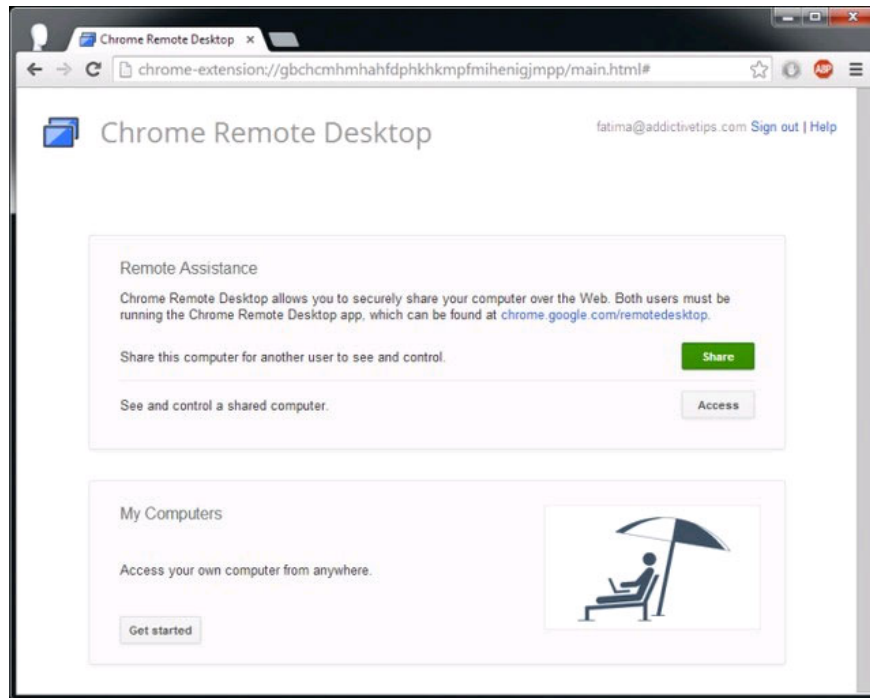 Chrome Remote Desktop
chrome-extension://gbchcmhmhahfdphkhkmpfmihenigjmpp/main.html#
ABP
Chrome Remote Desktop
fatima@addictivetips.com Sign out | Help
Remote Assistance
Chrome Remote Desktop allows you to securely share your computer over the Web. Both users must be
running the Chrome Remote Desktop app, which can be found at chrome.google.com/remotedesktop.
Share this computer for another user to see and control.
Share
See and control a shared computer.
Access
My Computers
Access your own computer from anywhere.
Get started